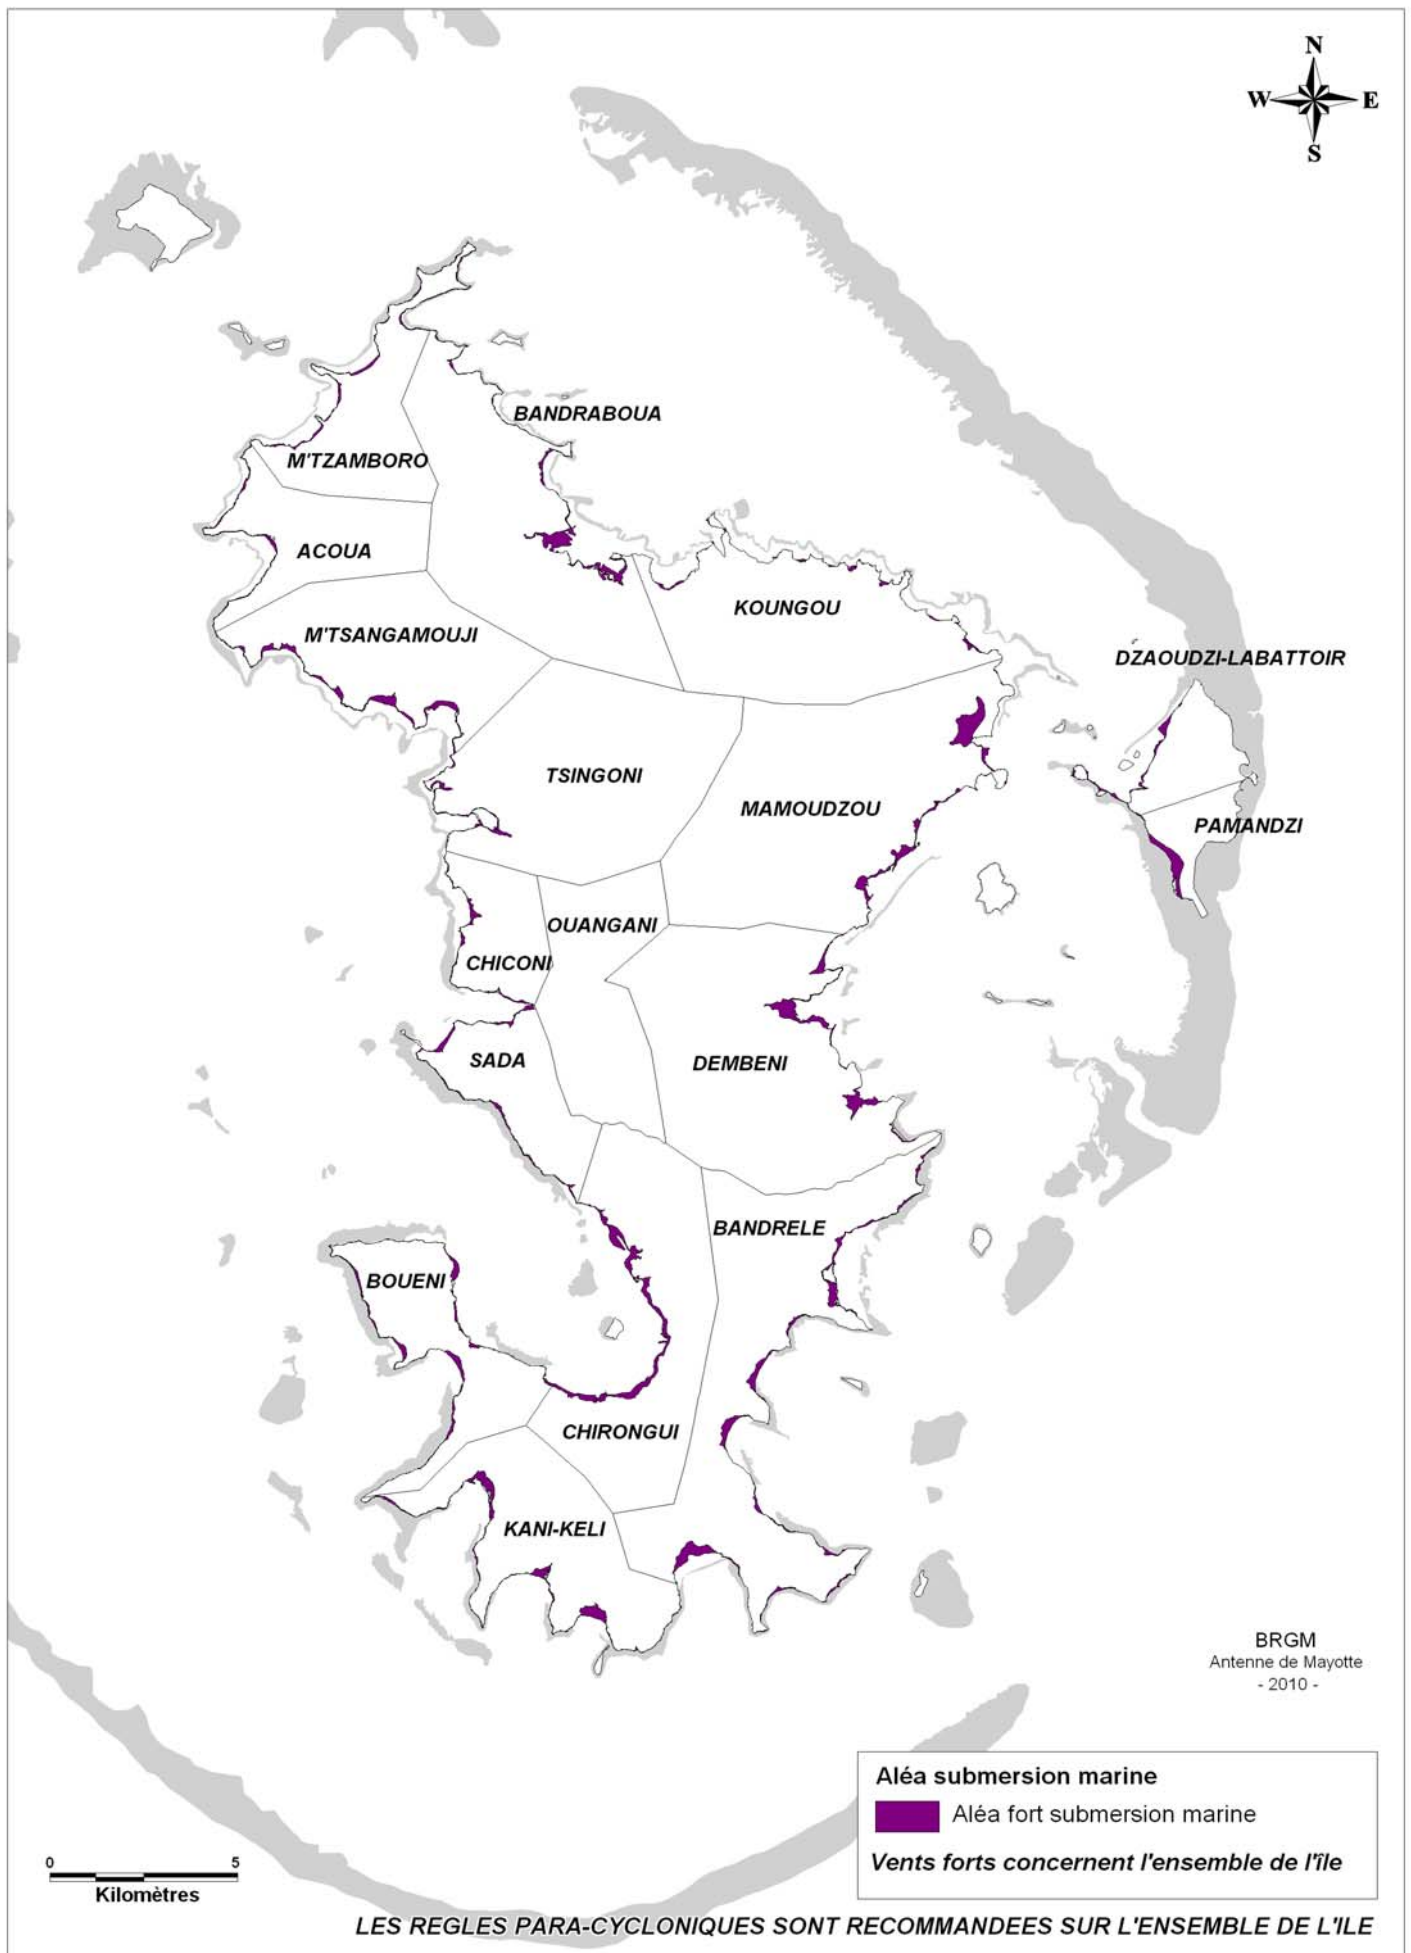 N
W E
S
BANDRABOUA
M'TZAMBORO
ACOUA
KOUNGOU
M'TSANGAMOUJI
DZAOUDZI-LABATTOIR
TSINGONI
MAMOUDZOU
PAMANDZI
OUANGANI
CHICONI
SADA
DEMBENI
BANDRELE
BOUENI
CHIRONGUI
KANI-KELI
BRGM
Antenne de Mayotte
- 2010 -
Aléa submersion marine
Aléa fort submersion marine
Vents forts concernent l'ensemble de l'île
0 5
Kilomètres
LES REGLES PARA-CYCLONIQUES SONT RECOMMANDEES SUR L'ENSEMBLE DE L'ILE